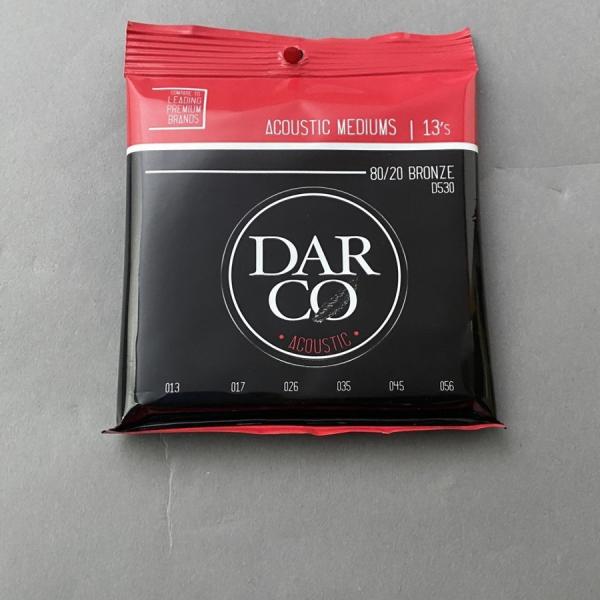 COMPARE TO
LEADING
PREMIUM
BRANDS
ACOUSTIC MEDIUMS | 13's
80/20 BRONZE
D530
DAR
CO
• ACOUSTIC •
013 017 026 035 045 056